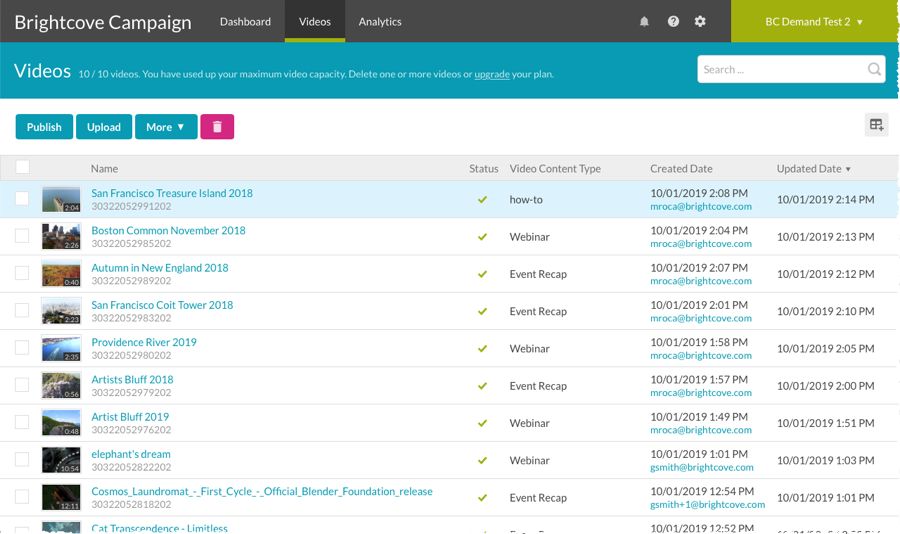 Brightcove Campaign Dashboard Videos Analytics BC Demand Test 2
Videos 10 / 10 videos. You have used up your maximum video capacity. Delete one or more videos or upgrade your plan. Search ...
Publish Upload More
Name Status Video Content Type Created Date Updated Date
San Francisco Treasure Island 2018 how-to 10/01/2019 2:08 PM 10/01/2019 2:14 PM
2:04 30322052991202 mroca@brightcove.com
Boston Common November 2018 Webinar 10/01/2019 2:04 PM 10/01/2019 2:13 PM
2:26 30322052985202 mroca@brightcove.com
Autumn in New England 2018 Event Recap 10/01/2019 2:07 PM 10/01/2019 2:12 PM
0:40 30322052989202 mroca@brightcove.com
San Francisco Coit Tower 2018 Event Recap 10/01/2019 2:01 PM 10/01/2019 2:10 PM
2:23 30322052983202 mroca@brightcove.com
Providence River 2019 Webinar 10/01/2019 1:58 PM 10/01/2019 2:05 PM
2:35 30322052980202 mroca@brightcove.com
Artists Bluff 2018 Event Recap 10/01/2019 1:57 PM 10/01/2019 2:00 PM
0:56 30322052979202 mroca@brightcove.com
Artist Bluff 2019 Webinar 10/01/2019 1:49 PM 10/01/2019 1:51 PM
0:48 30322052976202 mroca@brightcove.com
elephant's dream Webinar 10/01/2019 1:01 PM 10/01/2019 1:03 PM
10:54 30322052822202 gsmith@brightcove.com
Cosmos_Laundromat_-_First_Cycle_-_Official_Blender_Foundation_release Event Recap 10/01/2019 12:54 PM 10/01/2019 1:01 PM
12:11 30322052818202 gsmith+1@brightcove.com
Cat Transcendence - Limitless 10/01/2019 12:52 PM